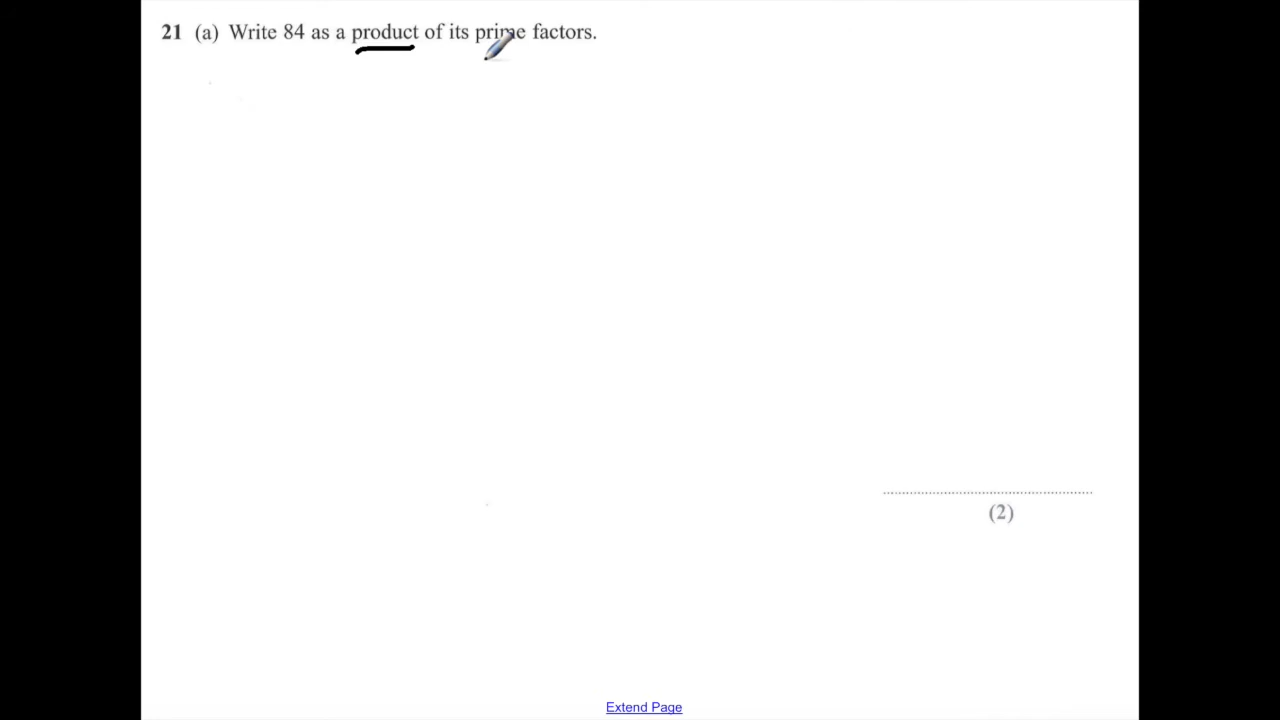 21 (a) Write 84 as a product of its prime factors.
(2)
Extend Page